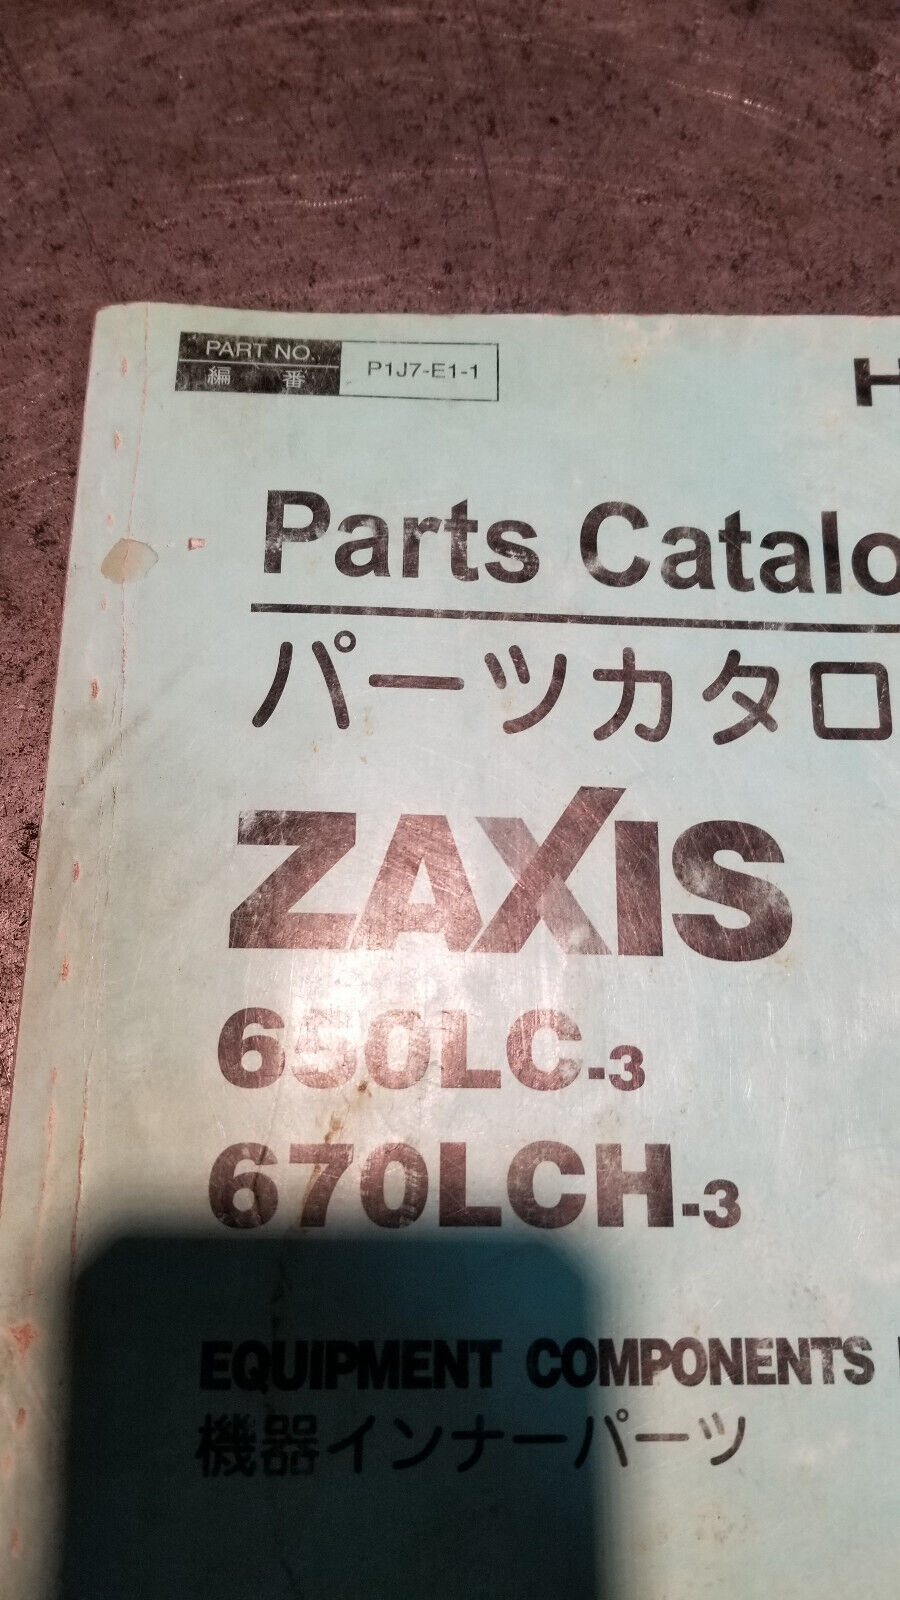 PART NO. P1J7-E1-1
編 番
H
Parts Catalo
パーツカタロ
ZAXIS
650LC-3
670LCH-3
EQUIPMENT COMPONENTS
機器インナーパーツ